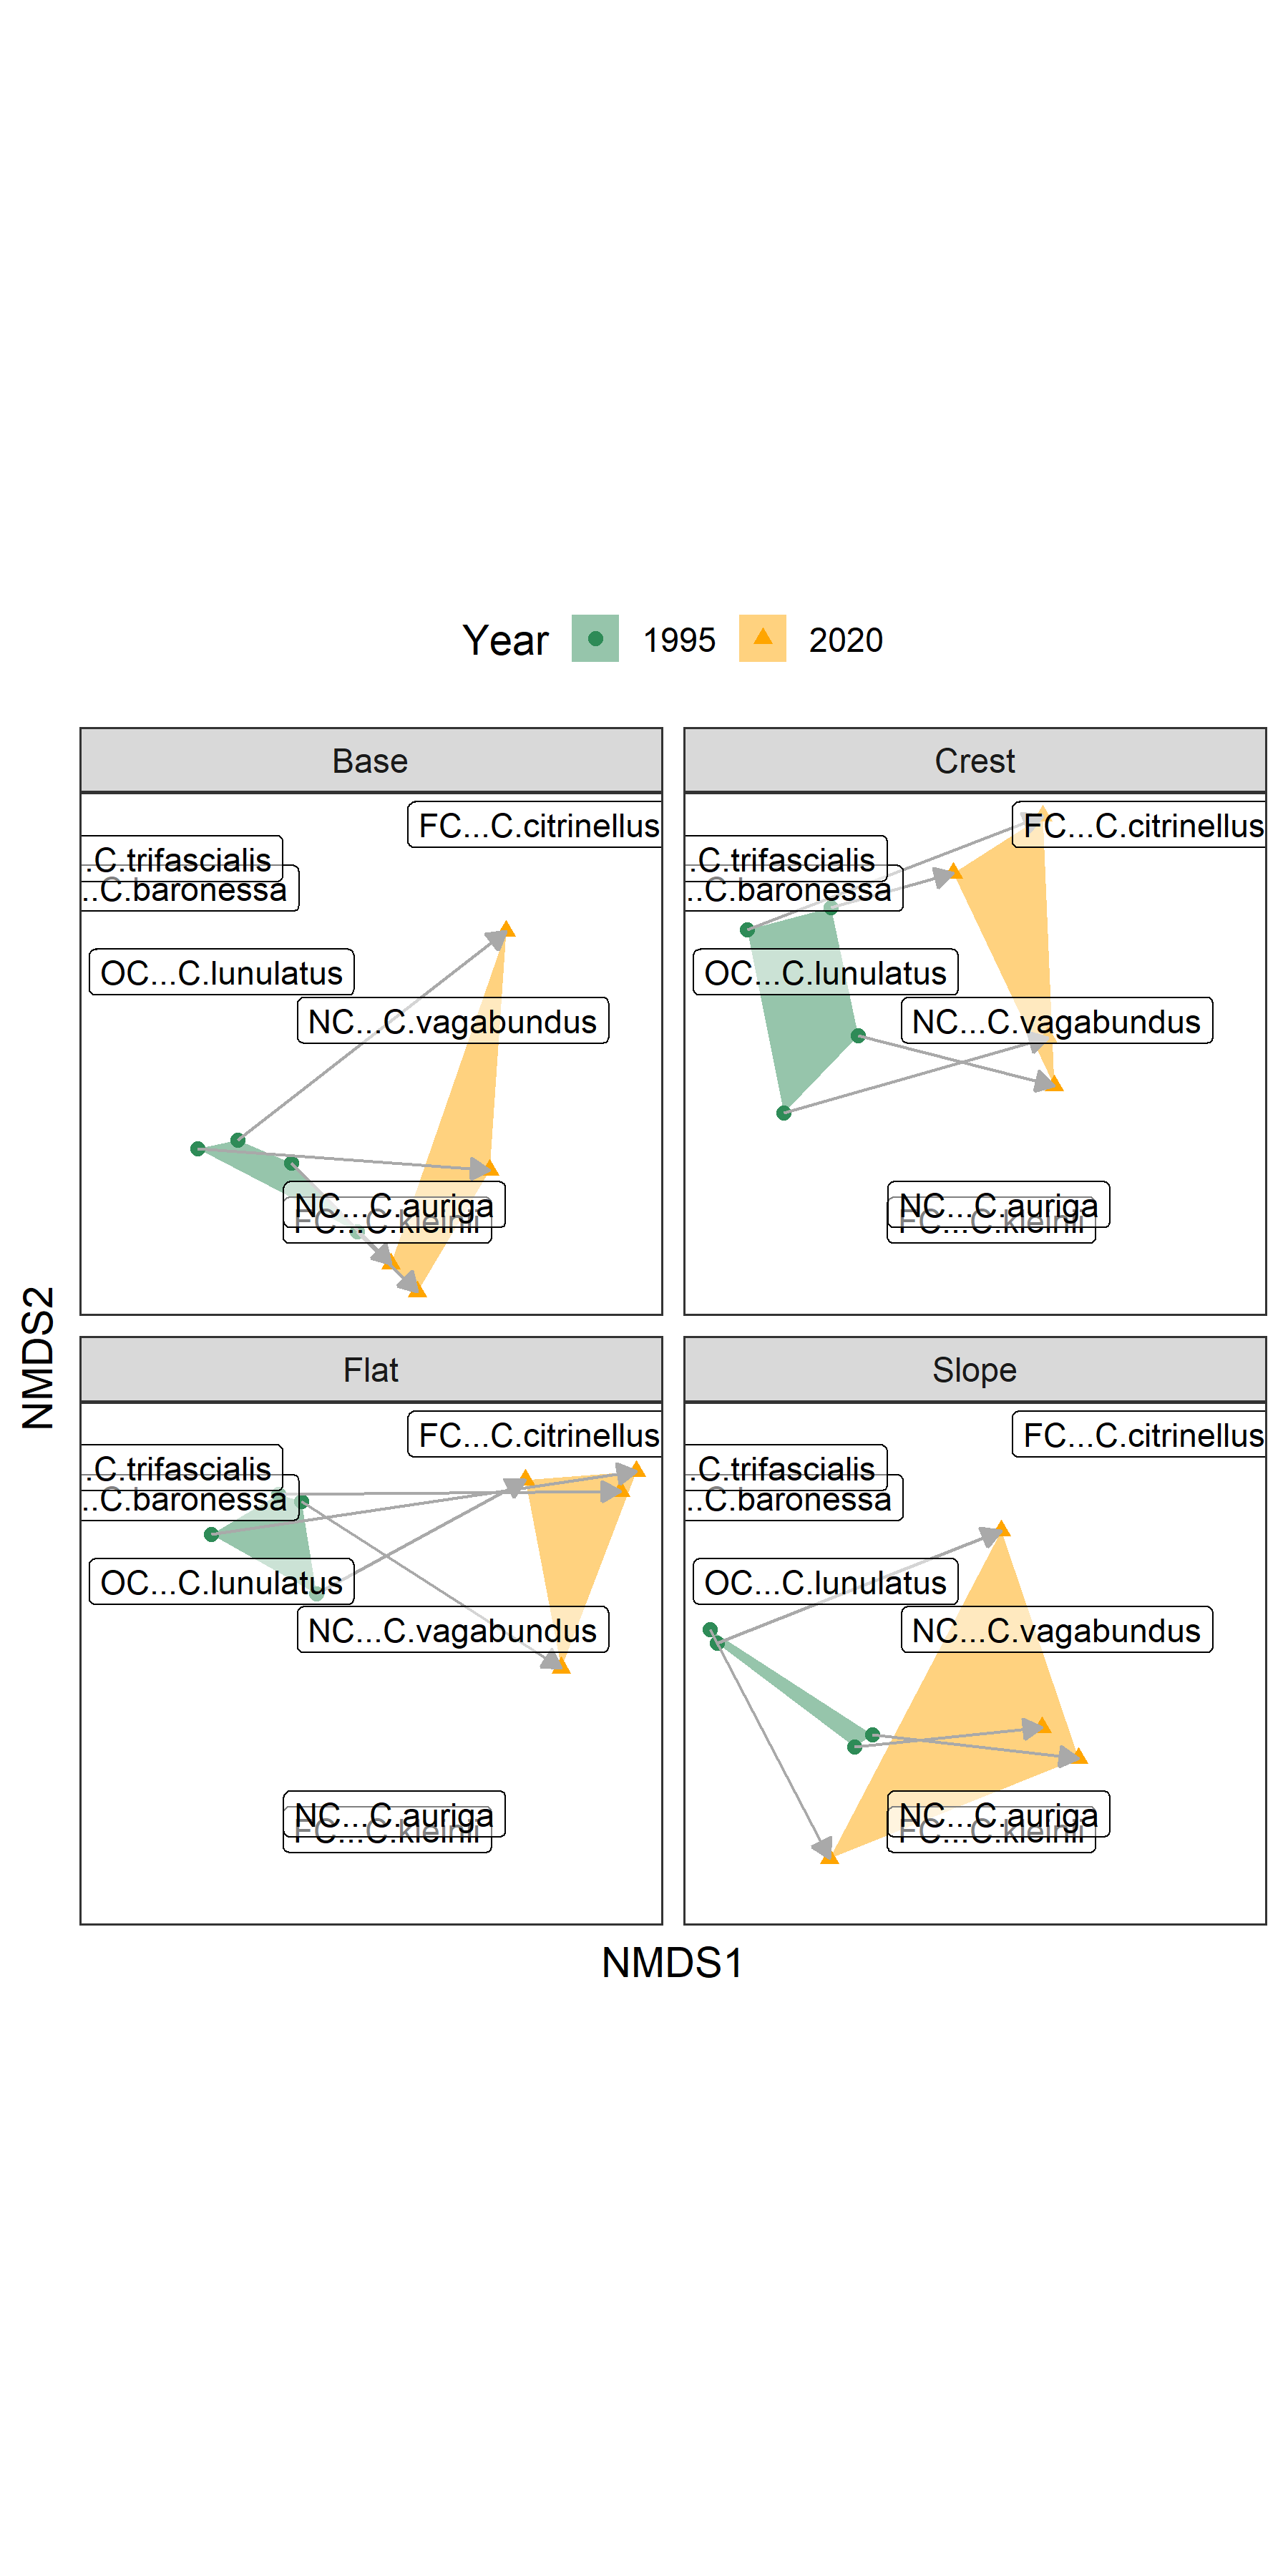 Year 1995 2020
Base
FC...C.citrinellus
.C.trifascialis
..C.baronessa
OC...C.lunulatus
NC...C.vagabundus
NC...C.auriga
FC...C.kleinii
Crest
FC...C.citrinellus
.C.trifascialis
..C.baronessa
OC...C.lunulatus
NC...C.vagabundus
NC...C.auriga
FC...C.kleinii
NMDS2
Flat
FC...C.citrinellus
.C.trifascialis
..C.baronessa
OC...C.lunulatus
NC...C.vagabundus
NC...C.auriga
FC...C.kleinii
Slope
FC...C.citrinellus
.C.trifascialis
..C.baronessa
OC...C.lunulatus
NC...C.vagabundus
NC...C.auriga
FC...C.kleinii
NMDS1